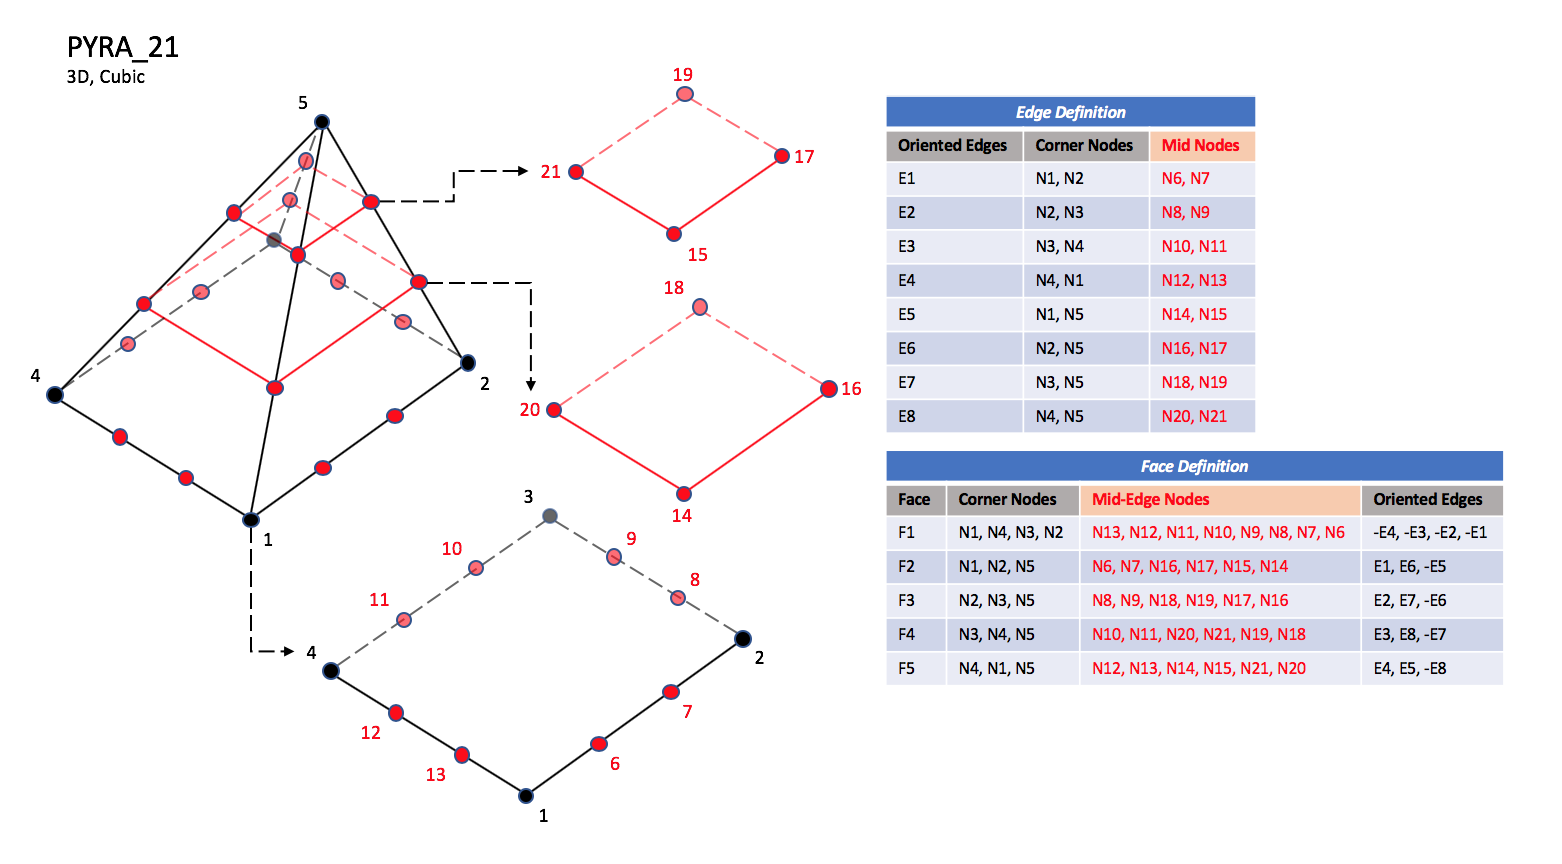 PYRA_21
3D, Cubic
5
4
2
1
19
21
17
15
18
20
16
14
3
10
9
11
8
4
2
12
7
13
6
1
Edge Definition
Oriented Edges Corner Nodes Mid Nodes
E1 N1, N2 N6, N7
E2 N2, N3 N8, N9
E3 N3, N4 N10, N11
E4 N4, N1 N12, N13
E5 N1, N5 N14, N15
E6 N2, N5 N16, N17
E7 N3, N5 N18, N19
E8 N4, N5 N20, N21
Face Definition
Face Corner Nodes Mid-Edge Nodes Oriented Edges
F1 N1, N4, N3, N2 N13, N12, N11, N10, N9, N8, N7, N6 -E4, -E3, -E2, -E1
F2 N1, N2, N5 N6, N7, N16, N17, N15, N14 E1, E6, -E5
F3 N2, N3, N5 N8, N9, N18, N19, N17, N16 E2, E7, -E6
F4 N3, N4, N5 N10, N11, N20, N21, N19, N18 E3, E8, -E7
F5 N4, N1, N5 N12, N13, N14, N15, N21, N20 E4, E5, -E8